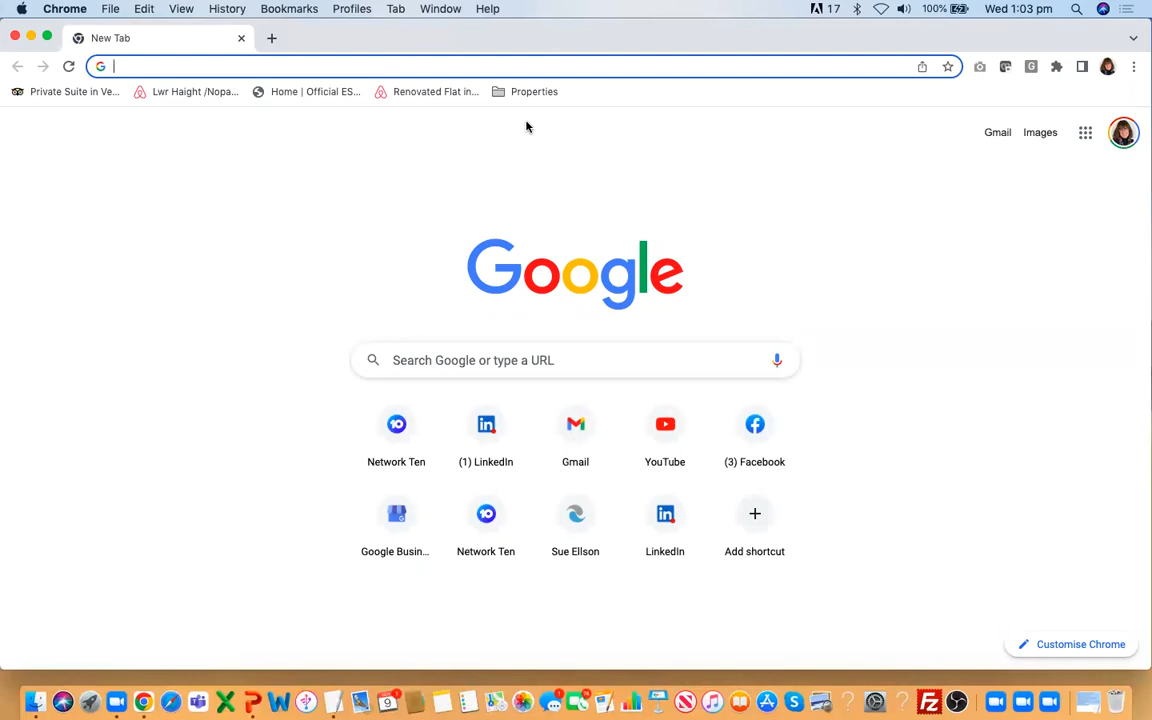 Chrome File Edit View History Bookmarks Profiles Tab Window Help 17 100% Wed 1:03 pm
New Tab
Private Suite in Ve... Lwr Haight /Nopa... Home | Official ES... Renovated Flat in... Properties
Gmail Images
Google
Search Google or type a URL
Network Ten (1) LinkedIn Gmail YouTube (3) Facebook
Google Busin... Network Ten Sue Ellson LinkedIn Add shortcut
Customise Chrome